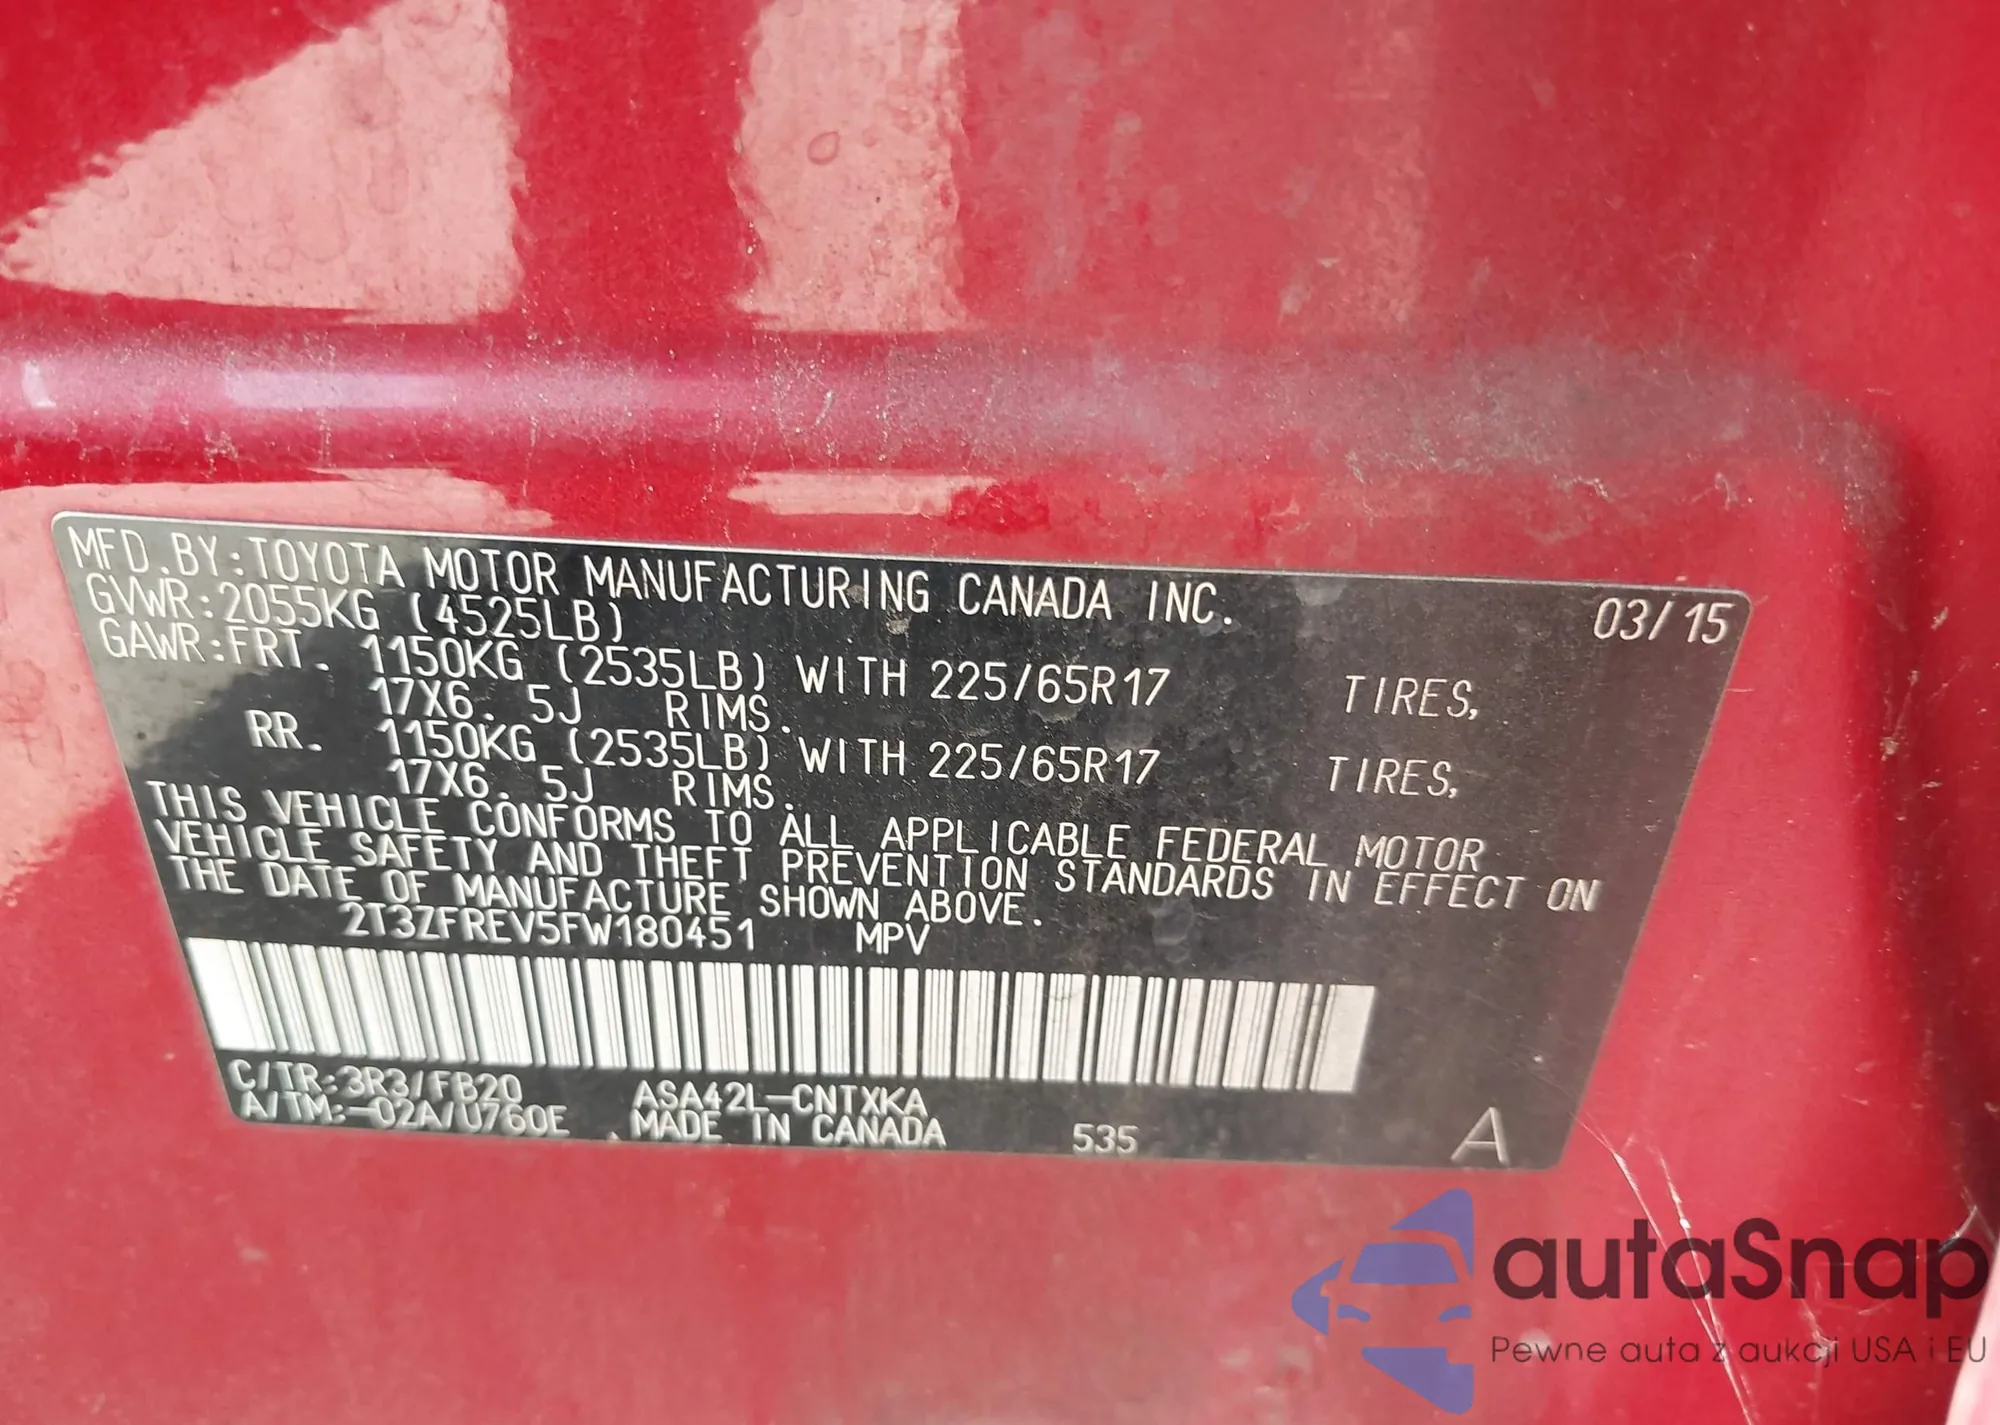 MFD.BY:TOYOTA MOTOR MANUFACTURING CANADA INC. 03/15
GVWR:2055KG (4525LB)
GAWR:FRT. 1150KG (2535LB) WITH 225/65R17 TIRES,
17X6.5J RIMS.
RR. 1150KG (2535LB) WITH 225/65R17 TIRES,
17X6.5J RIMS.
THIS VEHICLE CONFORMS TO ALL APPLICABLE FEDERAL MOTOR
VEHICLE SAFETY AND THEFT PREVENTION STANDARDS IN EFFECT ON
THE DATE OF MANUFACTURE SHOWN ABOVE.
2T3ZFREV5FW180451 MPV
C/TR:3R3/FB20 ASA42L-CNTXKA
A/TM:-02A/U760E MADE IN CANADA 535 A
autaSnap
Pewne auta z aukcji USA i EU